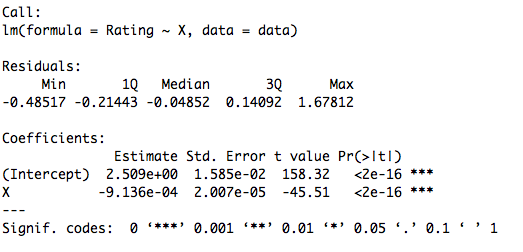 Call:
lm(formula = Rating ~ X, data = data)
Residuals:
Min 1Q Median 3Q Max
-0.48517 -0.21443 -0.04852 0.14092 1.67812
Coefficients:
Estimate Std. Error t value Pr(>|t|)
(Intercept) 2.509e+00 1.585e-02 158.32 <2e-16 ***
X -9.136e-04 2.007e-05 -45.51 <2e-16 ***
---
Signif. codes: 0 ‘***’ 0.001 ‘**’ 0.01 ‘*’ 0.05 ‘.’ 0.1 ‘ ’ 1